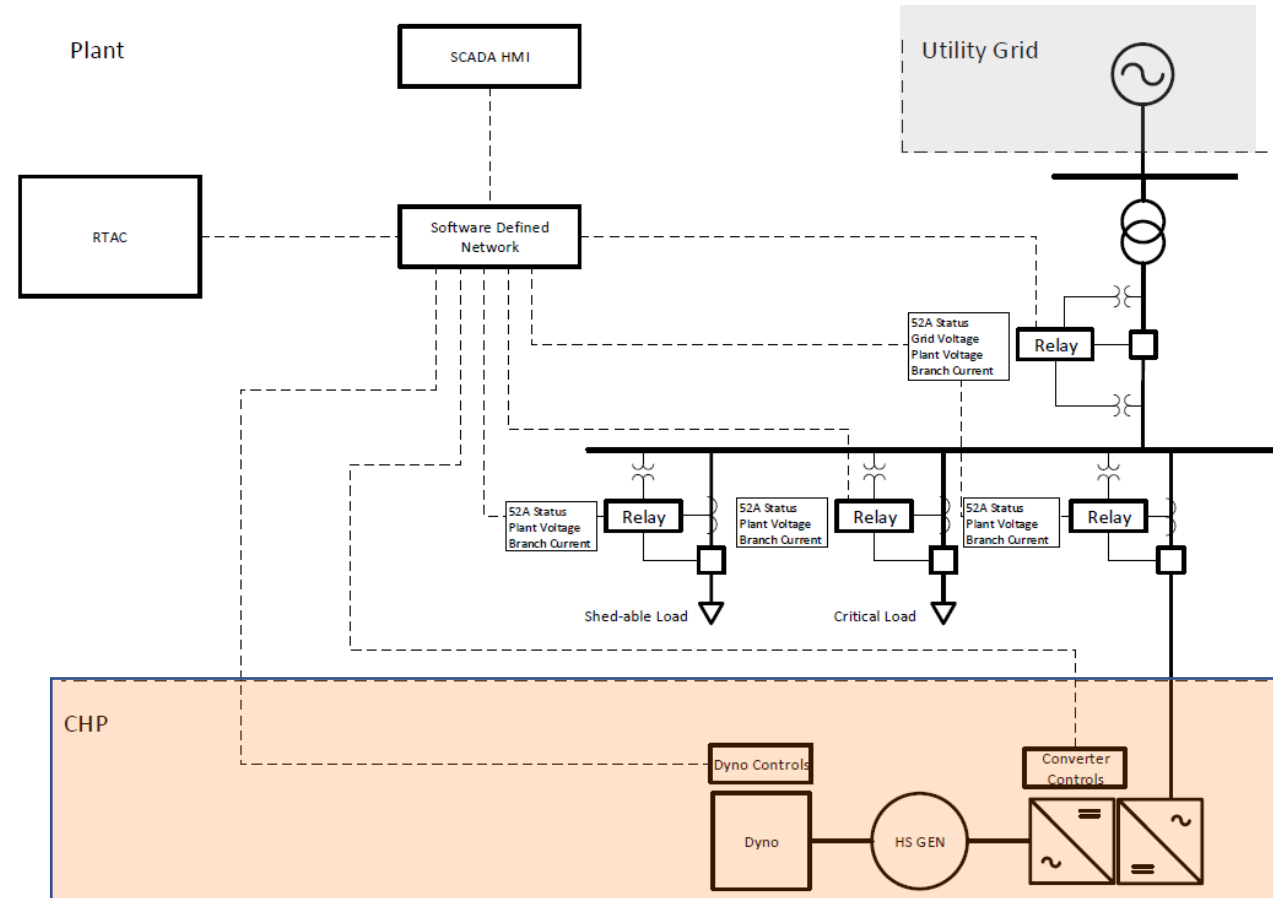 Plant
SCADA HMI
Utility Grid
RTAC
Software Defined
Network
52A Status
Grid Voltage
Plant Voltage
Branch Current
Relay
52A Status
Plant Voltage
Branch Current
Relay
52A Status
Plant Voltage
Branch Current
Relay
52A Status
Plant Voltage
Branch Current
Relay
Shed-able Load
Critical Load
CHP
Dyno Controls
Converter
Controls
Dyno
HS GEN